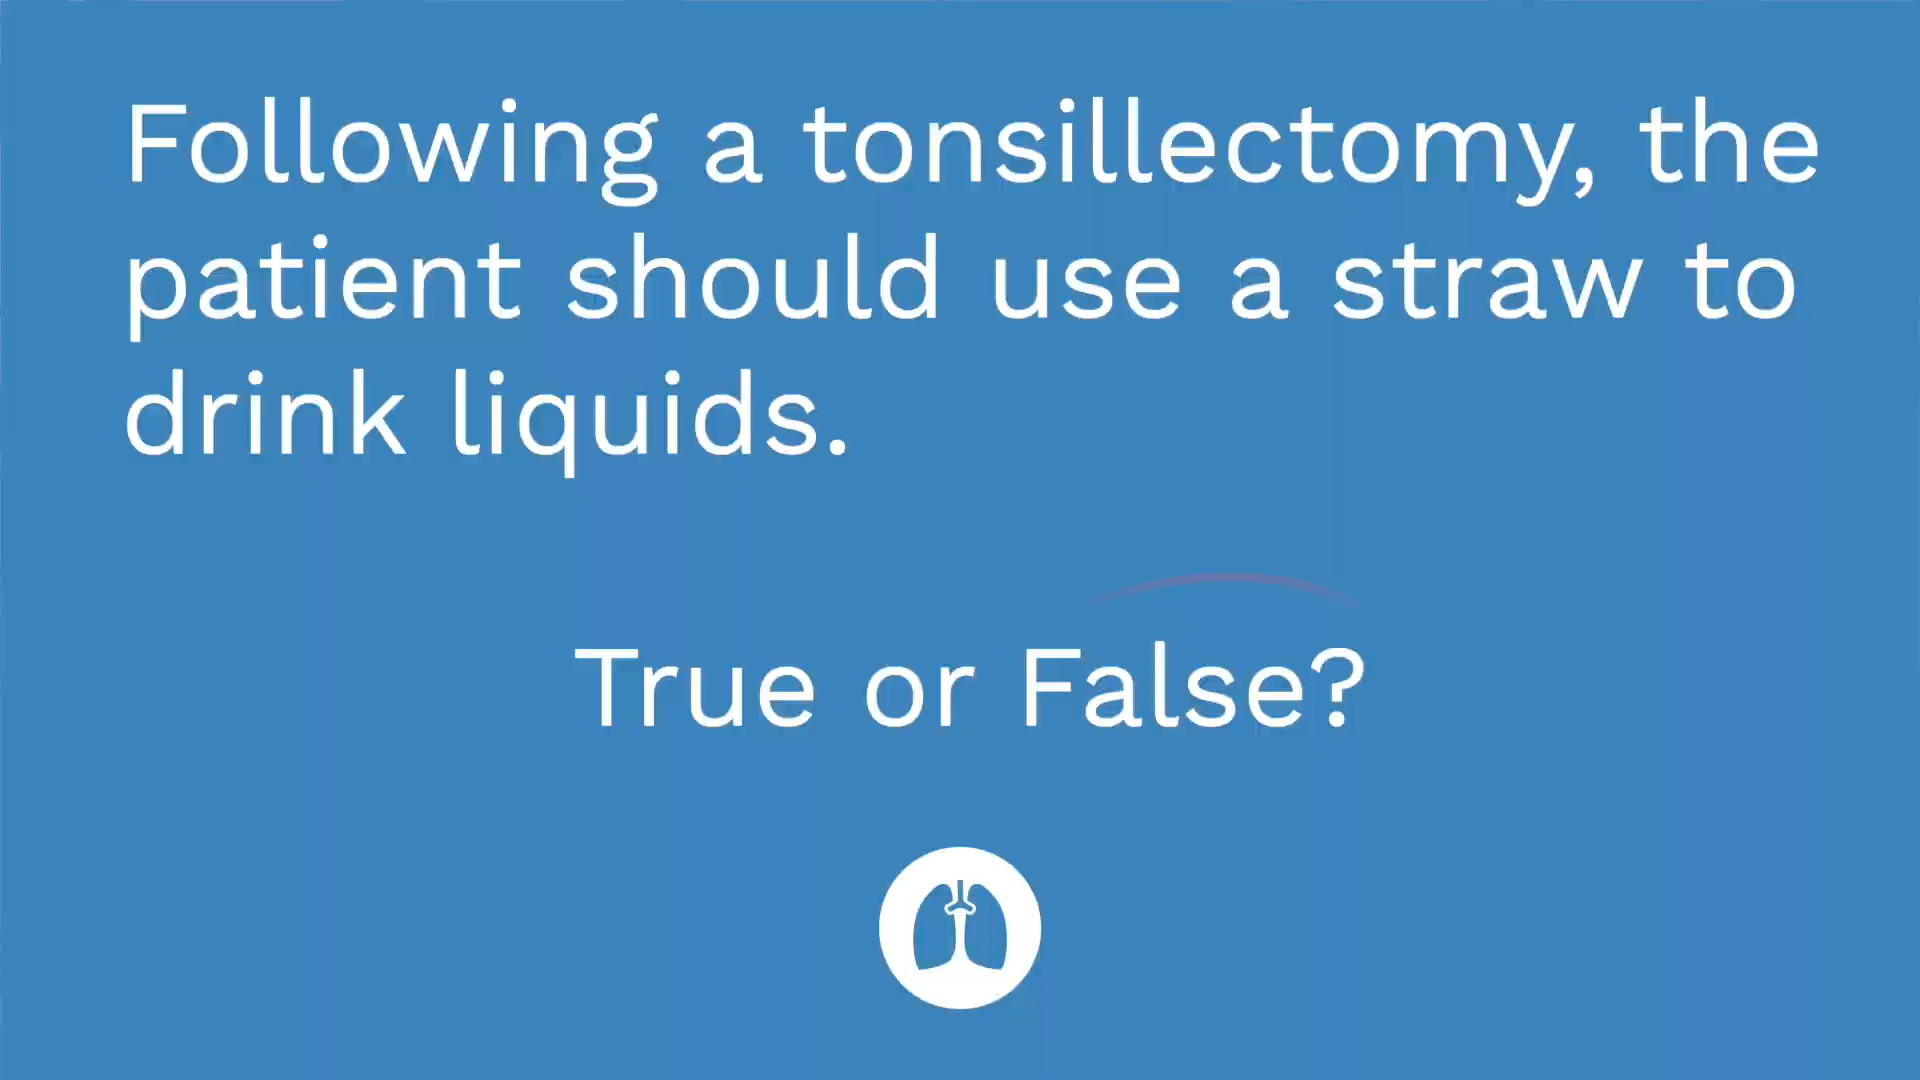 Following a tonsillectomy, the
patient should use a straw to
drink liquids.
True or False?